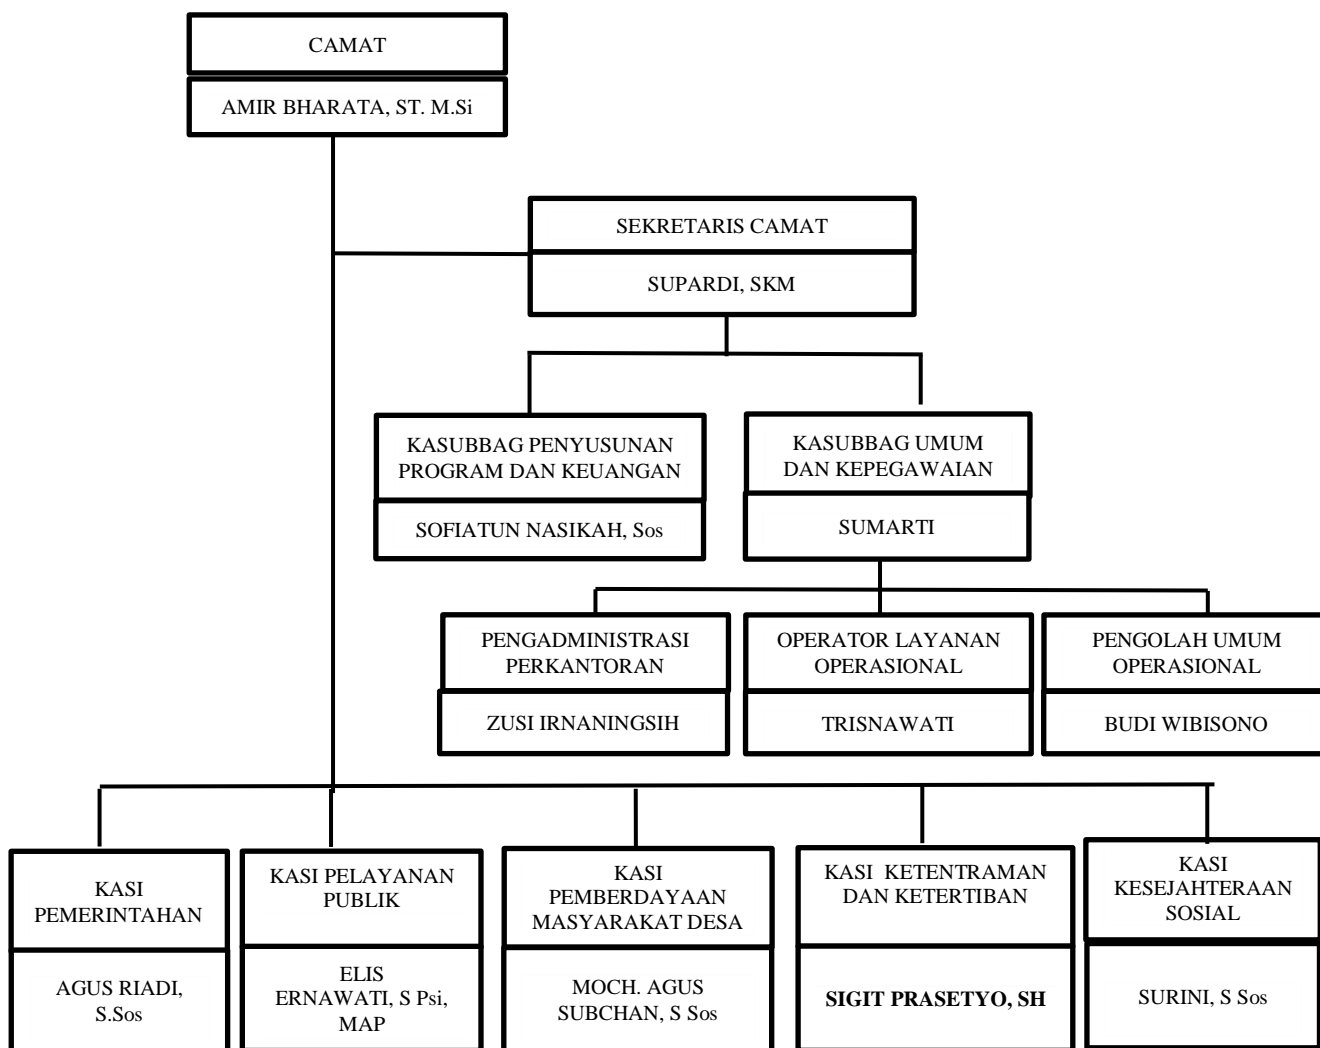 CAMAT
AMIR BHARATA, ST. M.Si
SEKRETARIS CAMAT
SUPARDI, SKM
KASUBBAG PENYUSUNAN
PROGRAM DAN KEUANGAN
SOFIATUN NASIKAH, Sos
KASUBBAG UMUM
DAN KEPEGAWAIAN
SUMARTI
PENGADMINISTRASI
PERKANTORAN
ZUSI IRNANINGSIH
OPERATOR LAYANAN
OPERASIONAL
TRISNAWATI
PENGOLAH UMUM
OPERASIONAL
BUDI WIBISONO
KASI
PEMERINTAHAN
AGUS RIADI,
S.Sos
KASI PELAYANAN
PUBLIK
ELIS
ERNAWATI, S Psi,
MAP
KASI
PEMBERDAYAAN
MASYARAKAT DESA
MOCH. AGUS
SUBCHAN, S Sos
KASI KETENTRAMAN
DAN KETERTIBAN
SIGIT PRASETYO, SH
KASI
KESEJAHTERAAN
SOSIAL
SURINI, S Sos